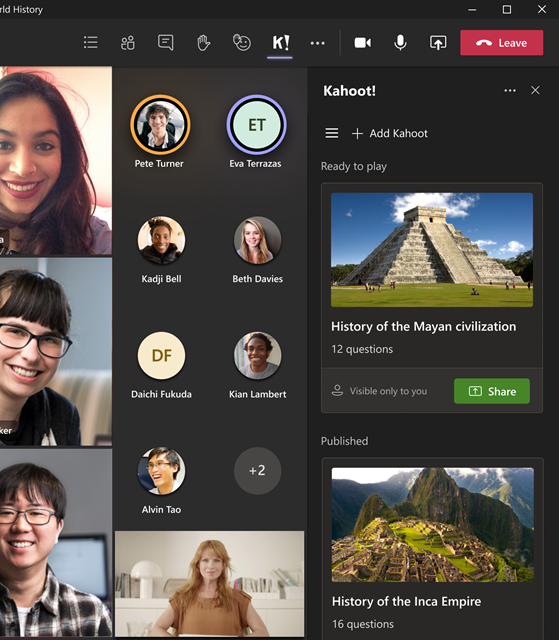 rld History
K!
Leave
Kahoot!
Add Kahoot
Ready to play
Pete Turner
ET
Eva Terrazas
a
Kadji Bell
Beth Davies
History of the Mayan civilization
12 questions
DF
Daichi Fukuda
Kian Lambert
Visible only to you
Share
ker
Published
+2
Alvin Tao
History of the Inca Empire
16 questions